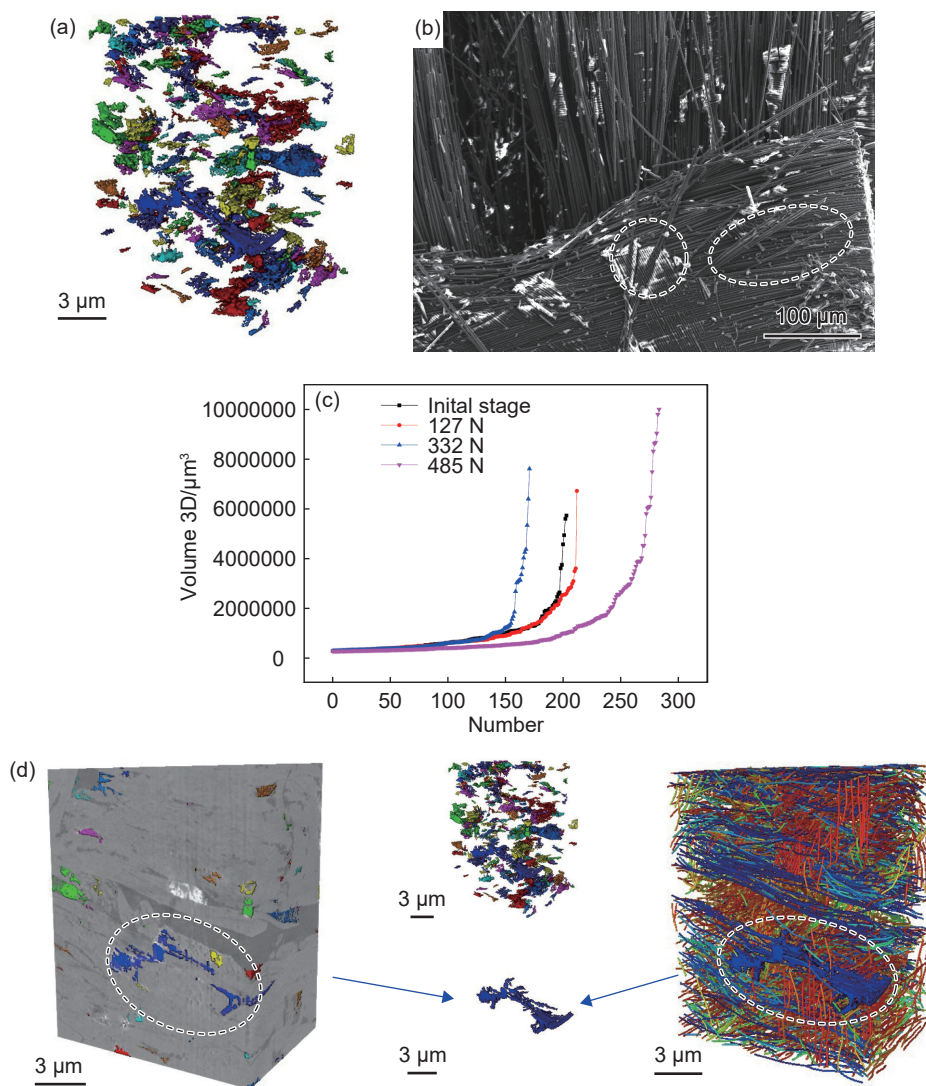 (a)
3 μm
(b)
100 μm
(c)
Inital stage
127 N
332 N
485 N
10000000
8000000
6000000
4000000
2000000
0
Volume 3D/μm³
0 50 100 150 200 250 300
Number
(d)
3 μm
3 μm
3 μm
3 μm